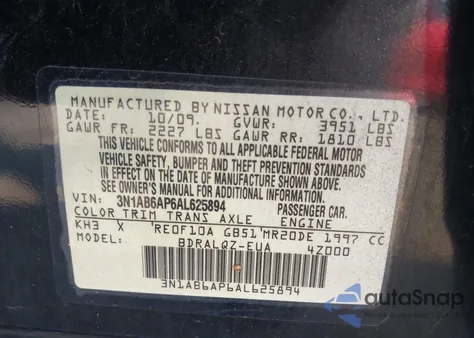 MANUFACTURED BY NISSAN MOTOR CO., LTD.
DATE: 10/09. GVWR: 3951 LBS
GAWR FR: 2227 LBS GAWR RR: 1810 LBS
THIS VEHICLE CONFORMS TO ALL APPLICABLE FEDERAL MOTOR
VEHICLE SAFETY, BUMPER AND THEFT PREVENTION STANDARDS
IN EFFECT ON THE DATE OF MANUFACTURE SHOWN ABOVE.
SEE OWNER'S MANUAL FOR ADDITIONAL INFORMATION.
VIN: 3N1AB6AP6AL625894 PASSENGER CAR.
COLOR TRIM TRANS AXLE ENGINE
KH3 X RE0F10A GB51 MR20DE 1997 CC
MODEL: BDRALQZ-EUA 4Z000
3N1AB6AP6AL625894
autoSnap
www.autosnap